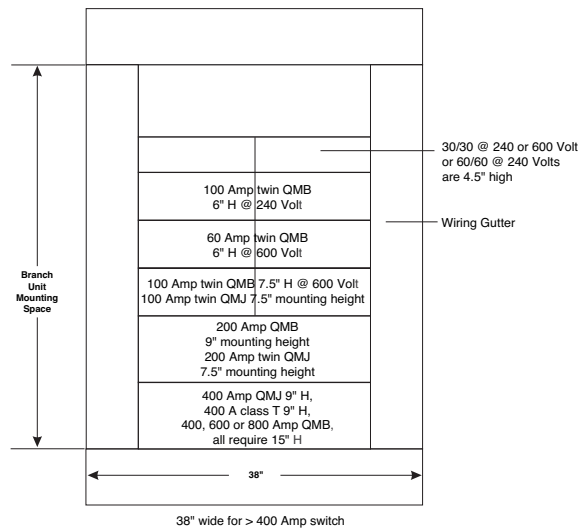 30/30 @ 240 or 600 Volt
or 60/60 @ 240 Volts
are 4.5" high
100 Amp twin QMB
6" H @ 240 Volt
Wiring Gutter
60 Amp twin QMB
6" H @ 600 Volt
Branch
Unit
Mounting
Space
100 Amp twin QMB 7.5" H @ 600 Volt
100 Amp twin QMJ 7.5" mounting height
200 Amp QMB
9" mounting height
200 Amp twin QMJ
7.5" mounting height
400 Amp QMJ 9" H,
400 A class T 9" H,
400, 600 or 800 Amp QMB,
all require 15" H
38"
38" wide for > 400 Amp switch